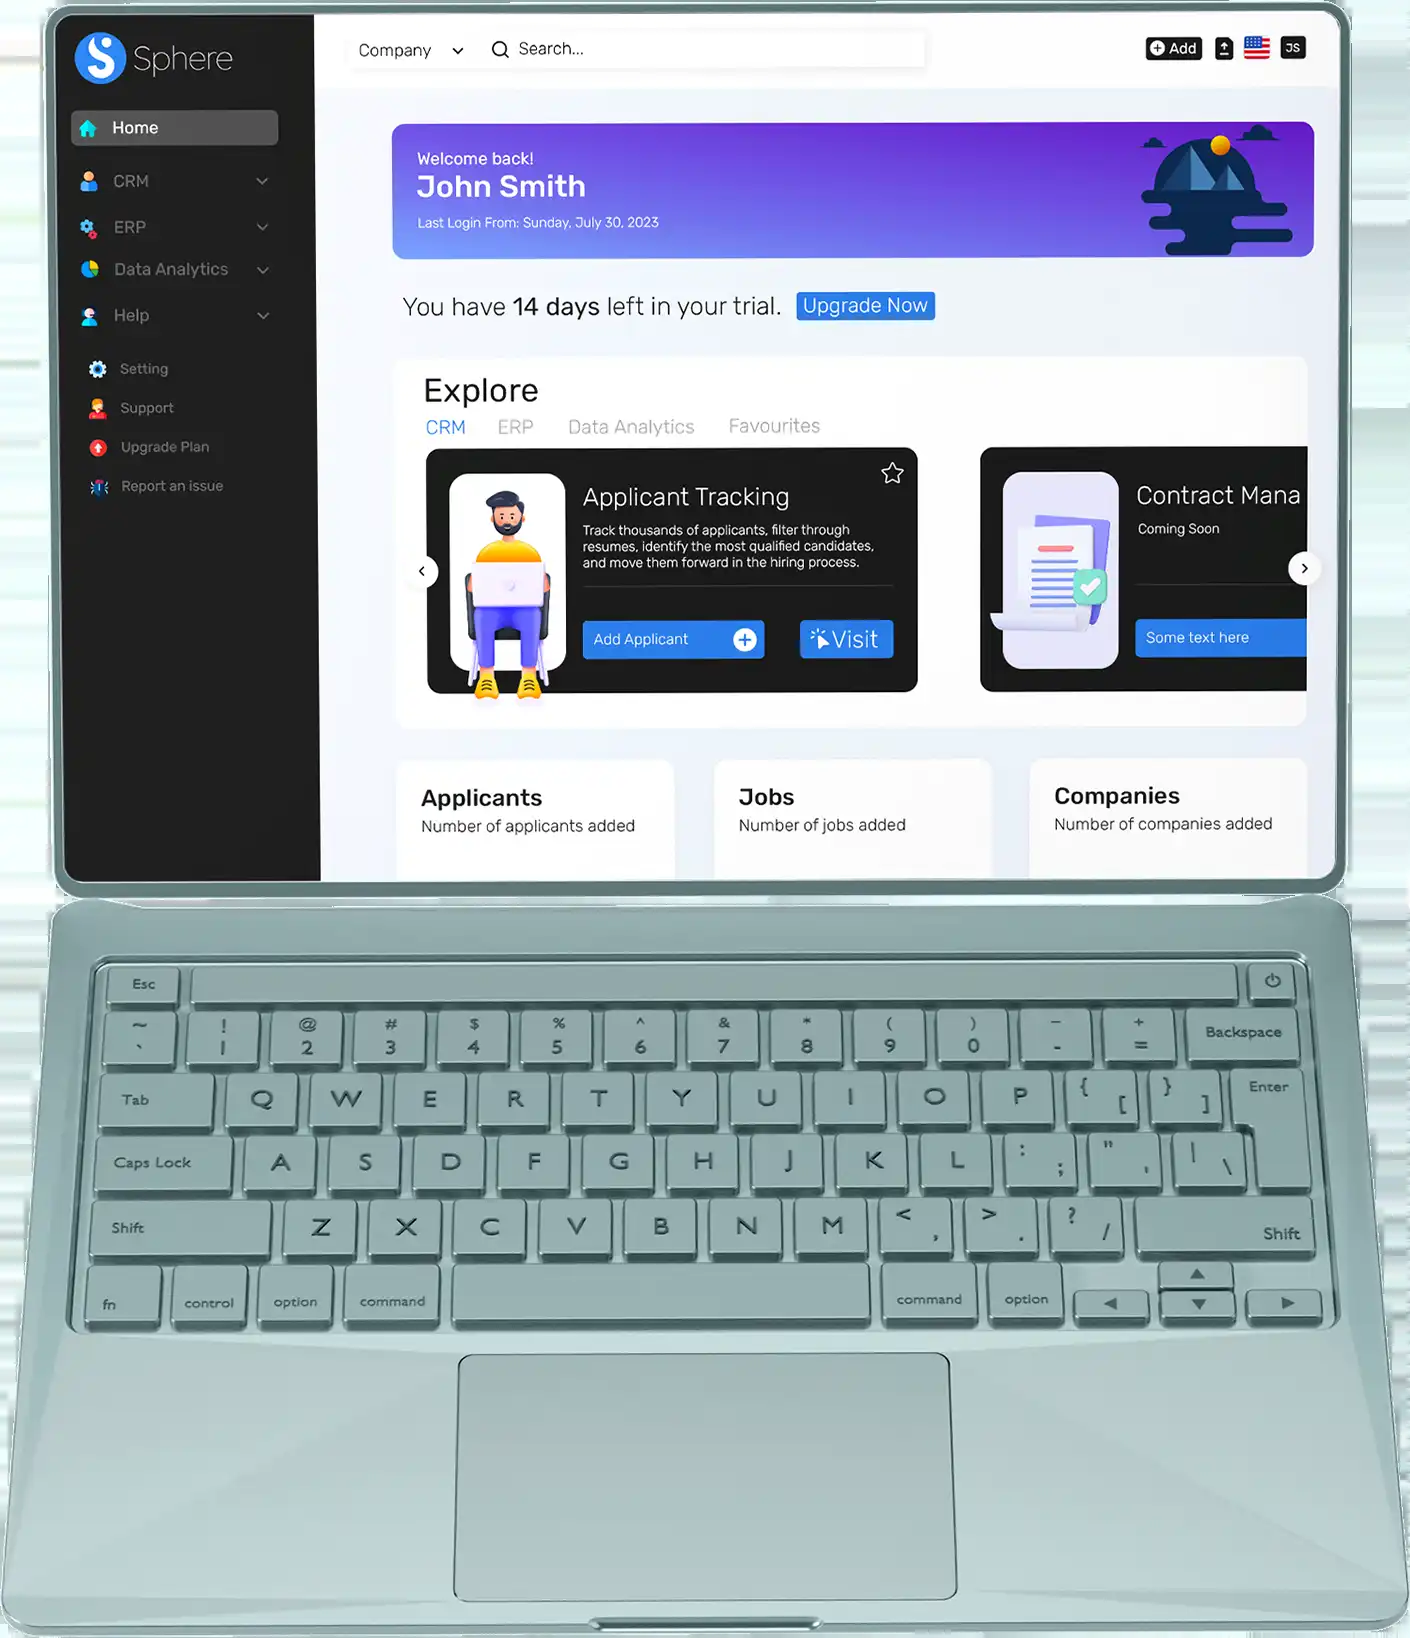 Sphere
Company
Search...
Add
JS
Home
CRM
ERP
Data Analytics
Help
Setting
Support
Upgrade Plan
Report an issue
Welcome back!
John Smith
Last Login From: Sunday, July 30, 2023
You have 14 days left in your trial. Upgrade Now
Explore
CRM ERP Data Analytics Favourites
Applicant Tracking
Track thousands of applicants, filter through
resumes, identify the most qualified candidates,
and move them forward in the hiring process.
Add Applicant
Visit
Contract Mana
Coming Soon
Some text here
Applicants
Number of applicants added
Jobs
Number of jobs added
Companies
Number of companies added
Esc
~ ! @ # $ % ^ & * ( ) – +
` 1 2 3 4 5 6 7 8 9 0 - = Backspace
Tab Q W E R T Y U I O P { [ } ] Enter
Caps Lock A S D F G H J K L : ; " ' | \
Shift Z X C V B N M < , > . ? / Shift
fn control option command command option